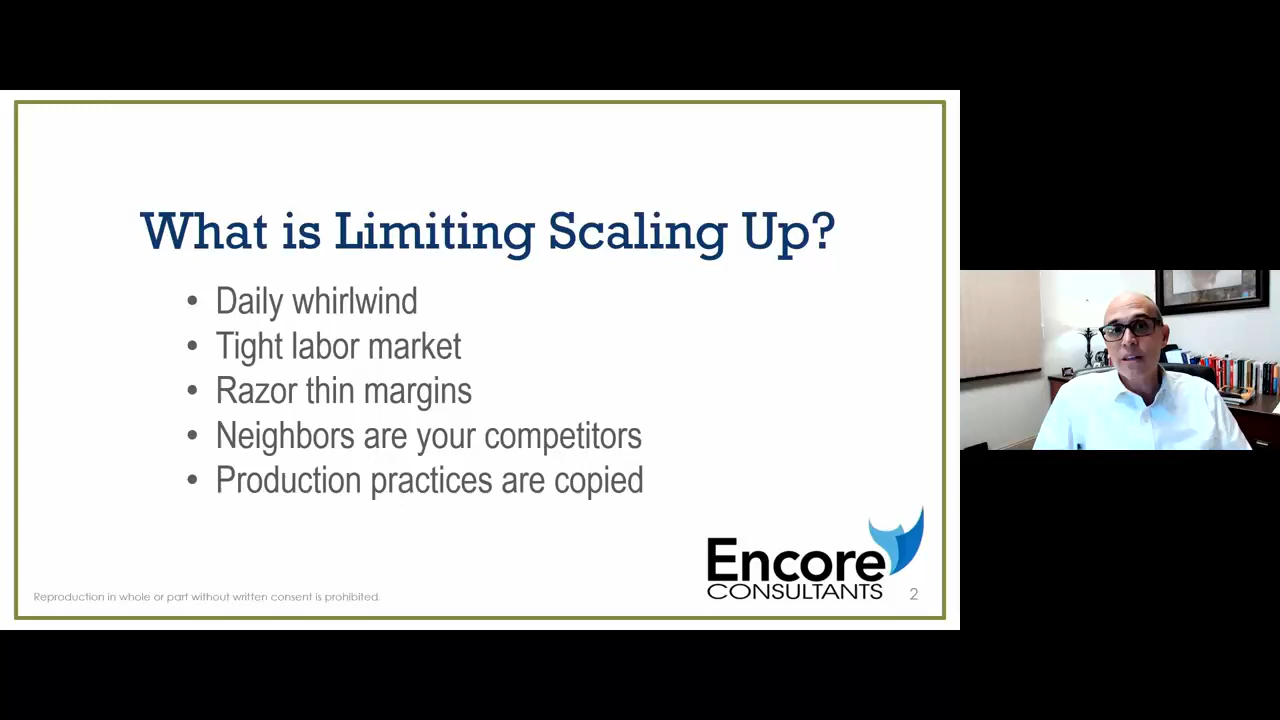 What is Limiting Scaling Up?
• Daily whirlwind
• Tight labor market
• Razor thin margins
• Neighbors are your competitors
• Production practices are copied
Encore
CONSULTANTS
Reproduction in whole or part without written consent is prohibited.
2